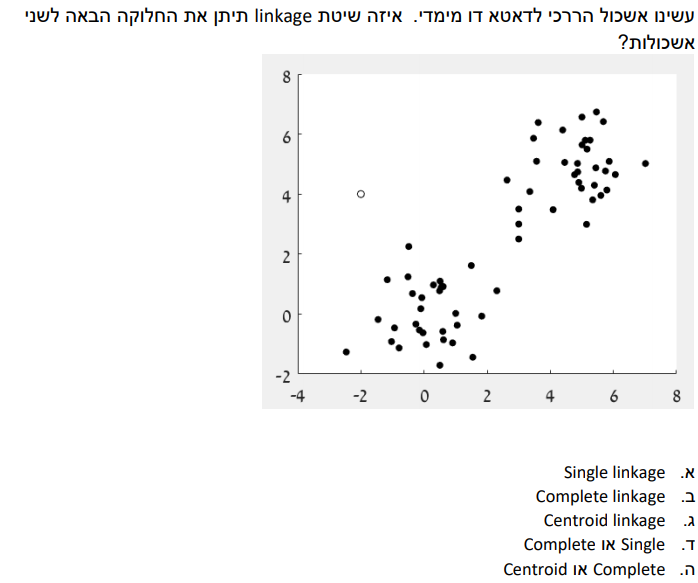 עשינו אשכול הררכי לדאטא דו מימדי. איזה שיטת linkage תיתן את החלוקה הבאה לשני
אשכולות?
8
6
4
2
0
-2
-4 -2 0 2 4 6 8
א. Single linkage
ב. Complete linkage
ג. Centroid linkage
ד. Single או Complete
ה. Complete או Centroid